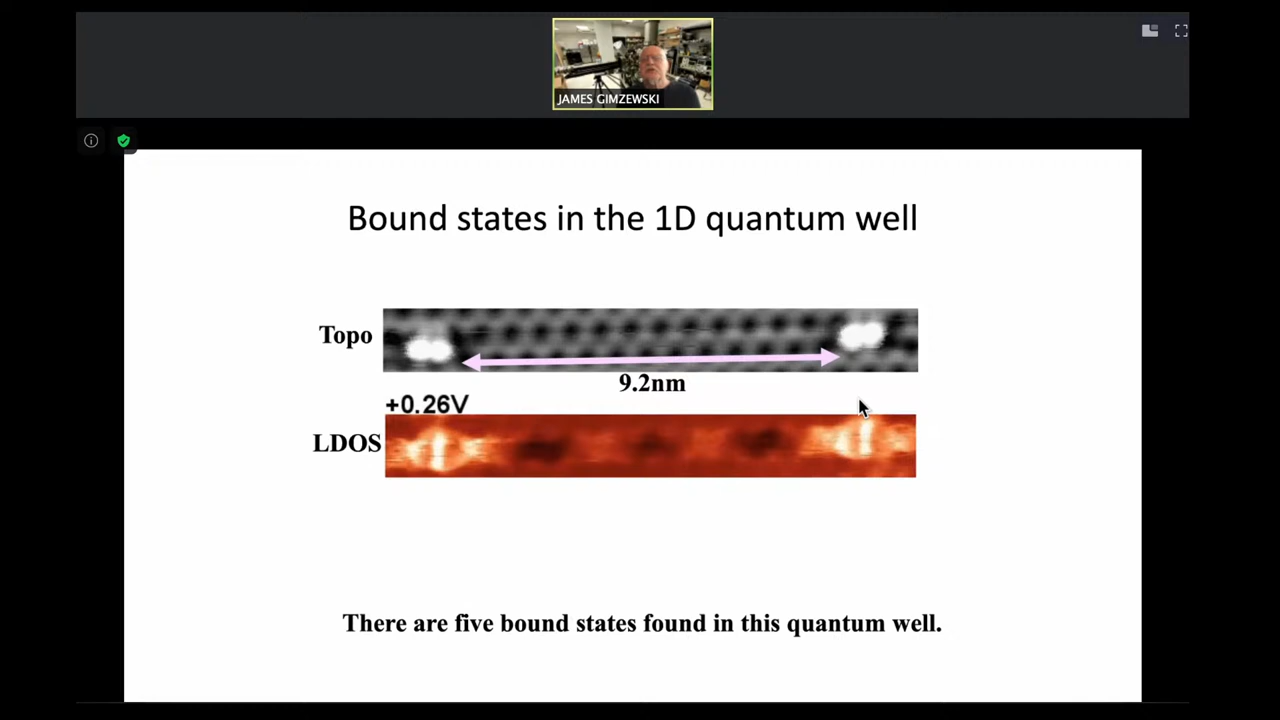 JAMES GIMZEWSKI
Bound states in the 1D quantum well
Topo
9.2nm
+0.26V
LDOS
There are five bound states found in this quantum well.